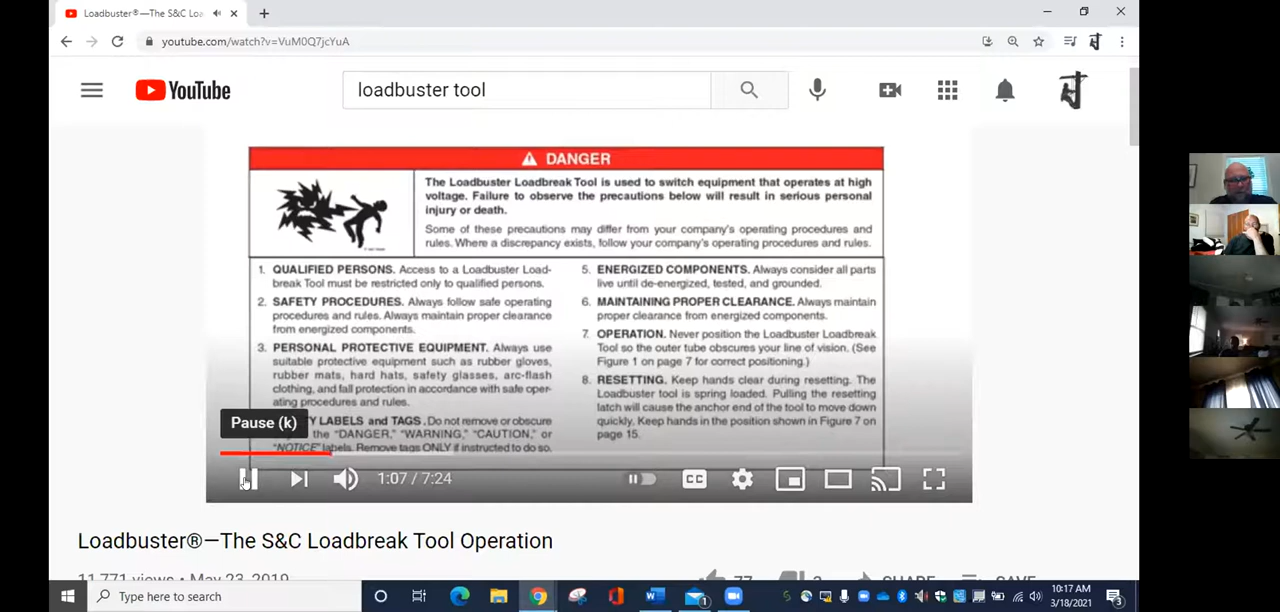 Loadbuster®—The S&C Loa
youtube.com/watch?v=VuM0Q7jcYuA
YouTube
loadbuster tool
DANGER
The Loadbuster Loadbreak Tool is used to switch equipment that operates at high
voltage. Failure to observe the precautions below will result in serious personal
injury or death.
Some of these precautions may differ from your company's operating procedures and
rules. Where a discrepancy exists, follow your company's operating procedures and rules.
1. QUALIFIED PERSONS. Access to a Loadbuster Load-
break Tool must be restricted only to qualified persons.
2. SAFETY PROCEDURES. Always follow safe operating
procedures and rules. Always maintain proper clearance
from energized components.
3. PERSONAL PROTECTIVE EQUIPMENT. Always use
suitable protective equipment such as rubber gloves,
rubber mats, hard hats, safety glasses, arc-flash
clothing, and fall protection in accordance with safe oper-
ating procedures and rules.
Y LABELS and TAGS. Do not remove or obscure
the "DANGER," "WARNING," "CAUTION," or
"NOTICE" labels. Remove tags ONLY if instructed to do so.
5. ENERGIZED COMPONENTS. Always consider all parts
live until de-energized, tested, and grounded.
6. MAINTAINING PROPER CLEARANCE. Always maintain
proper clearance from energized components.
7. OPERATION. Never position the Loadbuster Loadbreak
Tool so the outer tube obscures your line of vision. (See
Figure 1 on page 7 for correct positioning.)
8. RESETTING. Keep hands clear during resetting. The
Loadbuster tool is spring loaded. Pulling the resetting
latch will cause the anchor end of the tool to move down
quickly. Keep hands in the position shown in Figure 7 on
page 15.
Pause (k)
1:07 / 7:24
CC
Loadbuster®—The S&C Loadbreak Tool Operation
11,771 views • May 23, 2019
77
SHARE
SAVE
Type here to search
10:17 AM
3/18/2021